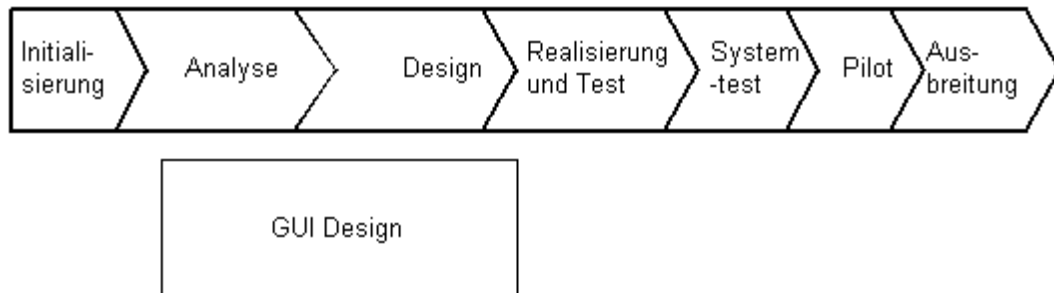 Initiali-
sierung
Analyse
Design
Realisierung
und Test
System
-test
Pilot
Aus-
breitung
GUI Design